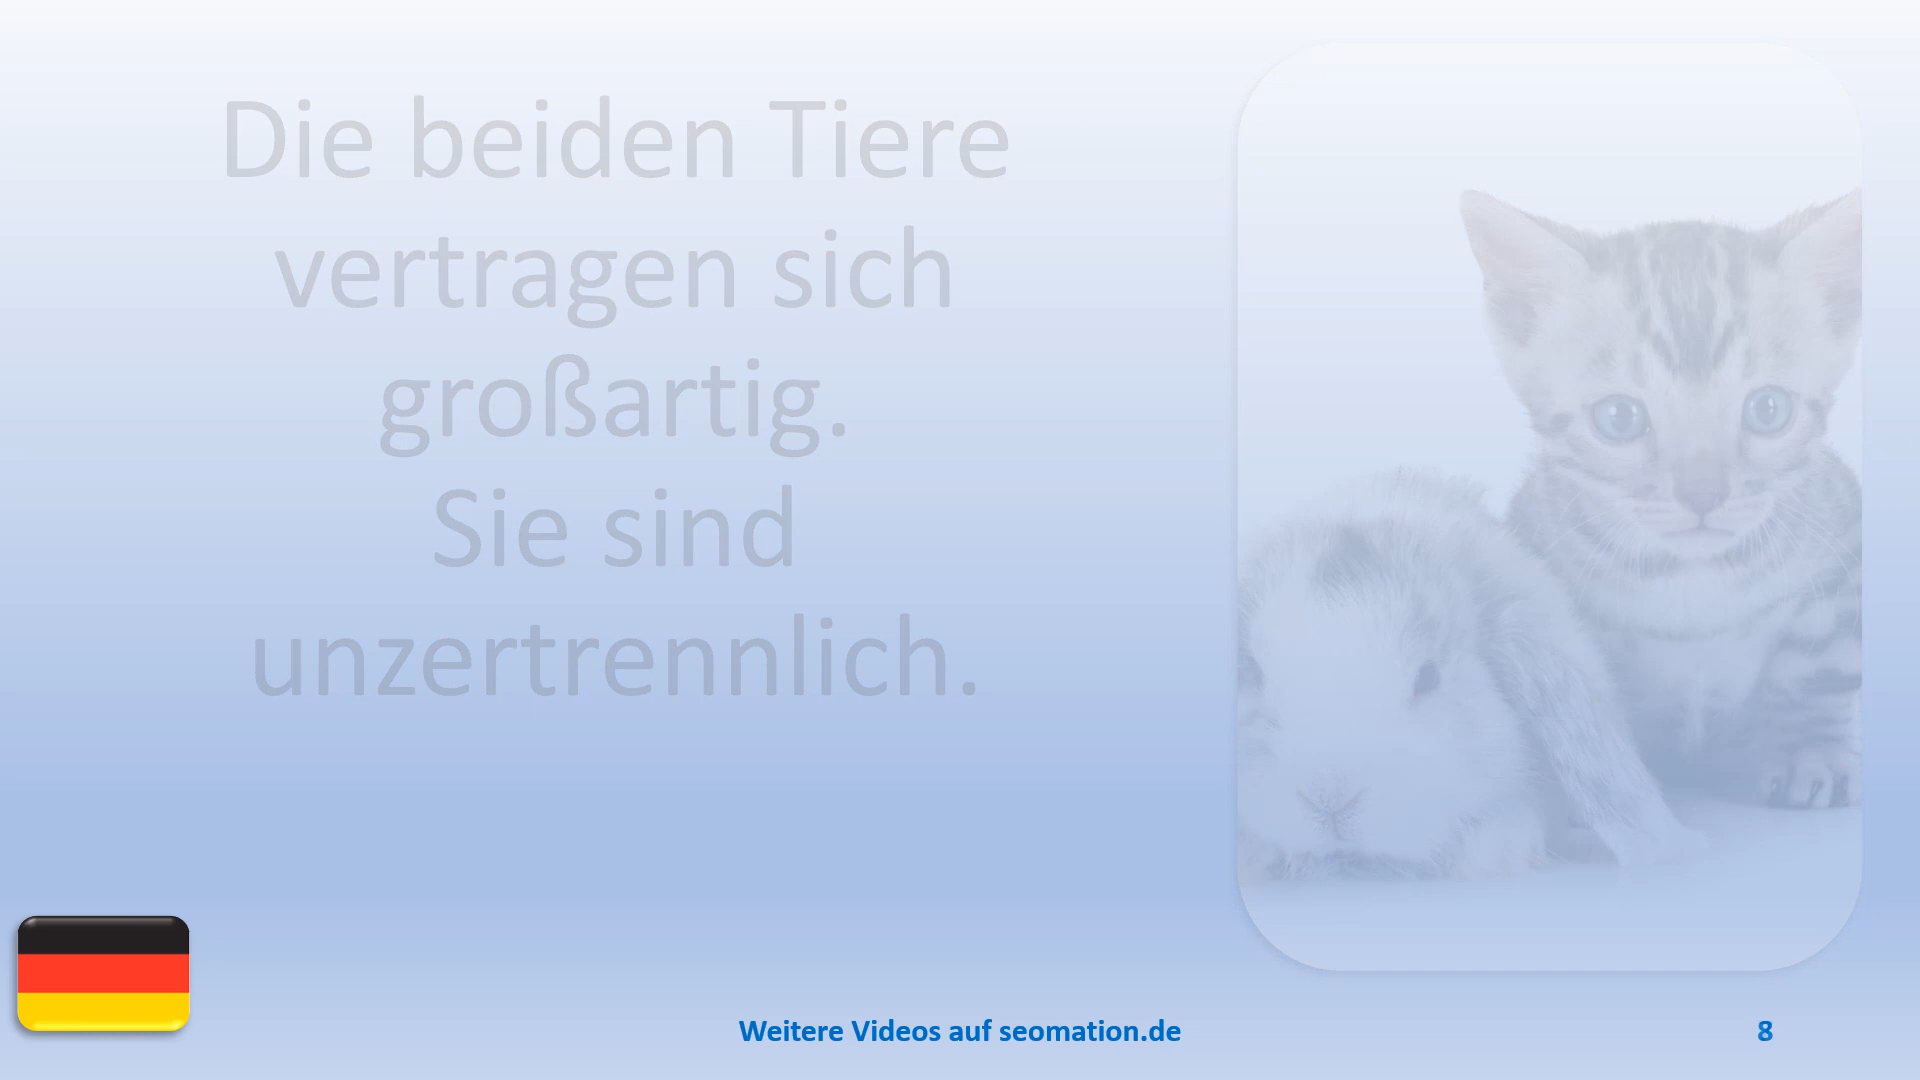 Die beiden Tiere
vertragen sich
großartig.
Sie sind
unzertrennlich.
Weitere Videos auf seomation.de
8